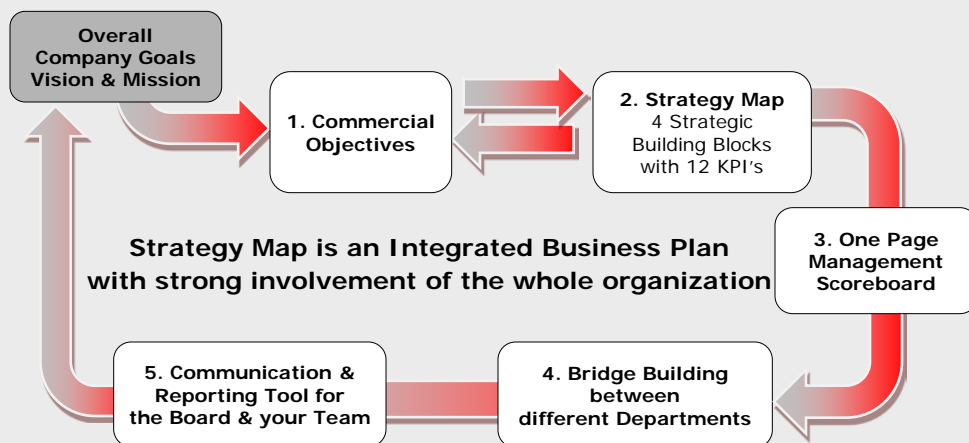 Overall
Company Goals
Vision & Mission
1. Commercial
Objectives
2. Strategy Map
4 Strategic
Building Blocks
with 12 KPI's
Strategy Map is an Integrated Business Plan
with strong involvement of the whole organization
3. One Page
Management
Scoreboard
4. Bridge Building
between
different Departments
5. Communication &
Reporting Tool for
the Board & your Team